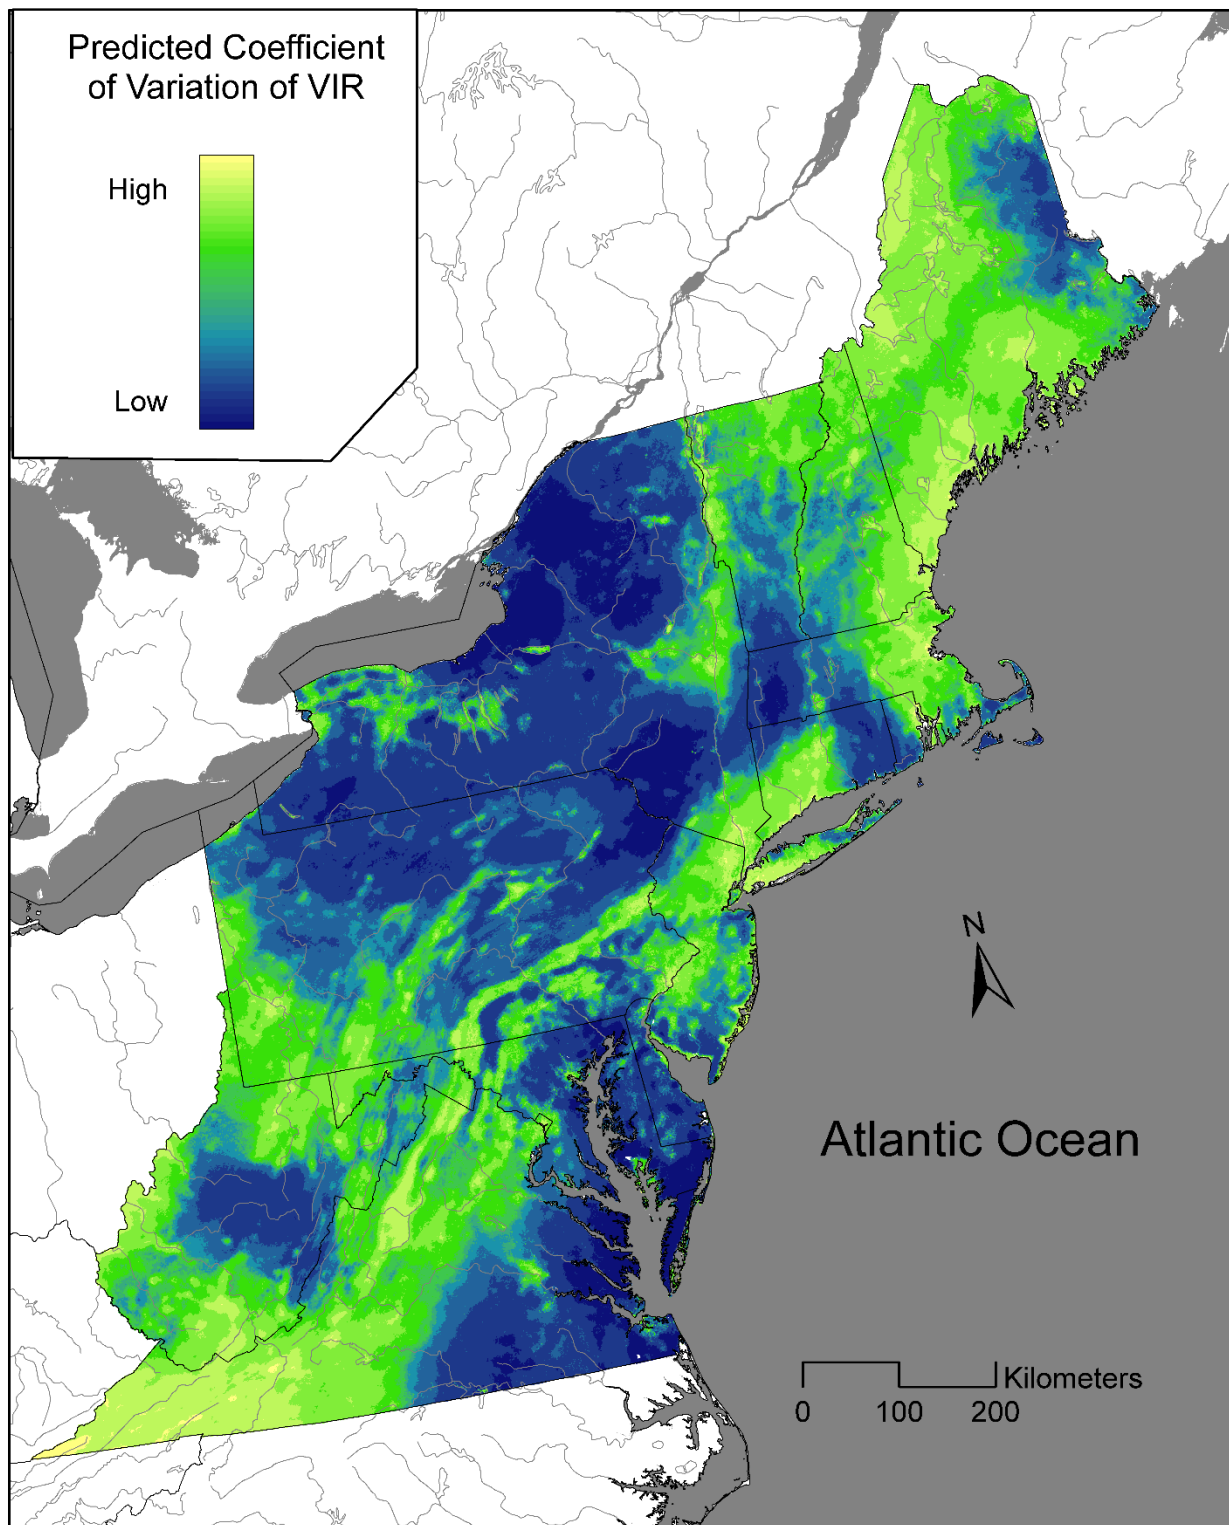 Predicted Coefficient
of Variation of VIR
High
Low
N
Atlantic Ocean
Kilometers
0 100 200